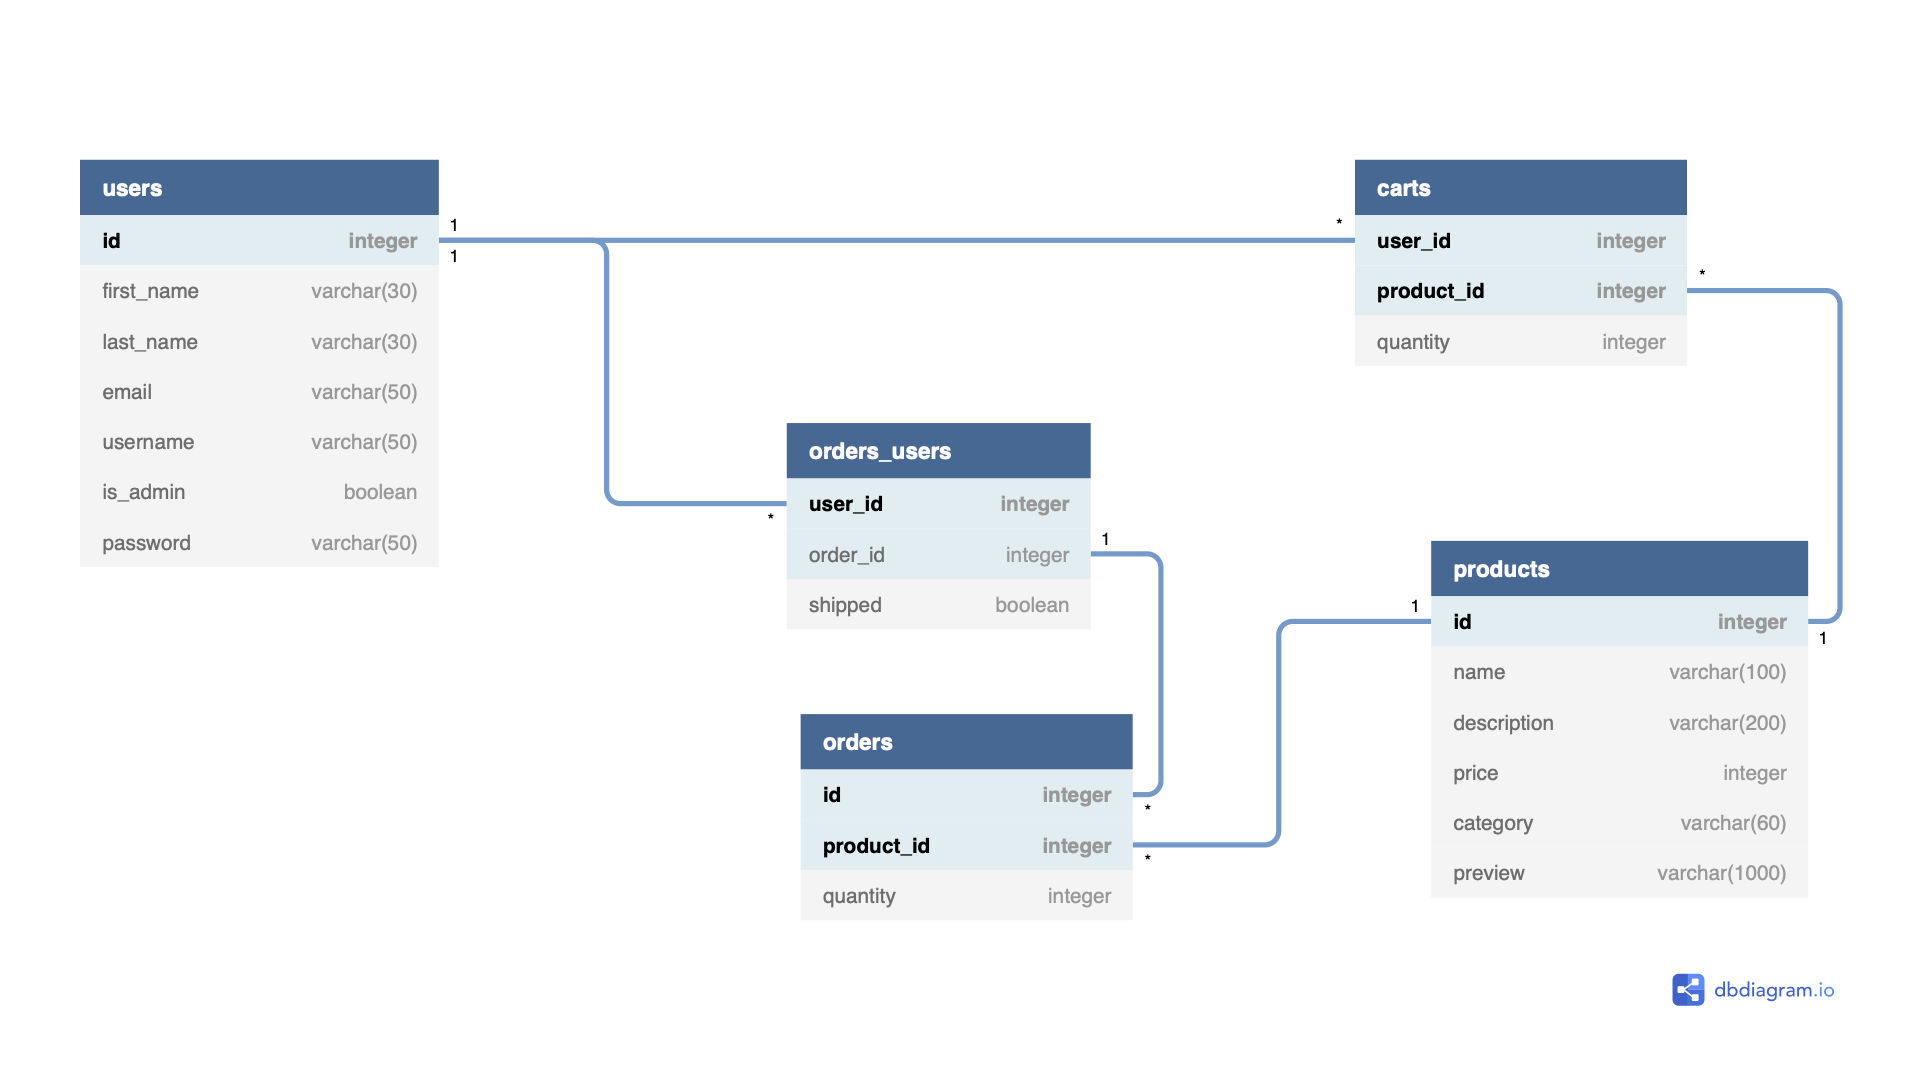 users
id integer
first_name varchar(30)
last_name varchar(30)
email varchar(50)
username varchar(50)
is_admin boolean
password varchar(50)
1
1
*
*
carts
user_id integer
product_id integer
quantity integer
*
orders_users
user_id integer
order_id integer
shipped boolean
1
orders
id integer
product_id integer
quantity integer
*
*
1
products
id integer
name varchar(100)
description varchar(200)
price integer
category varchar(60)
preview varchar(1000)
1
dbdiagram.io